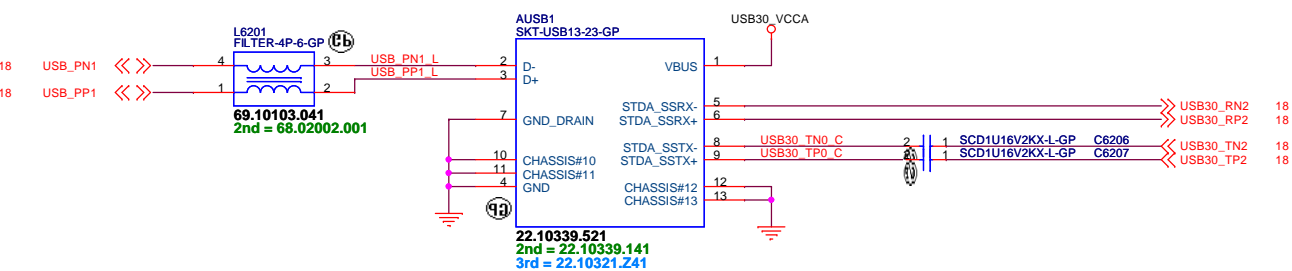 L6201
FILTER-4P-6-GP
18 USB_PN1
18 USB_PP1
4
3
1
2
USB_PN1_L
USB_PP1_L
69.10103.041
2nd = 68.02002.001
AUSB1
SKT-USB13-23-GP
2 D-
3 D+
7 GND_DRAIN
10 CHASSIS#10
11 CHASSIS#11
4 GND
VBUS 1
STDA_SSRX- 5
STDA_SSRX+ 6
STDA_SSTX- 8
STDA_SSTX+ 9
CHASSIS#12 12
CHASSIS#13 13
22.10339.521
2nd = 22.10339.141
3rd = 22.10321.Z41
USB30_VCCA
USB30_RN2 18
USB30_RP2 18
USB30_TN0_C 2 1 SCD1U16V2KX-L-GP C6206 USB30_TN2 18
USB30_TP0_C 2 1 SCD1U16V2KX-L-GP C6207 USB30_TP2 18